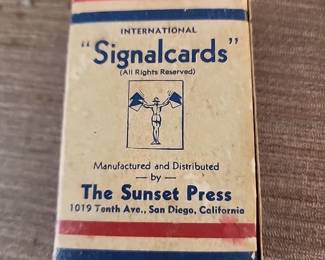 INTERNATIONAL
"Signalcards"
(All Rights Reserved)
Manufactured and Distributed
— by —
The Sunset Press
1019 Tenth Ave., San Diego, California